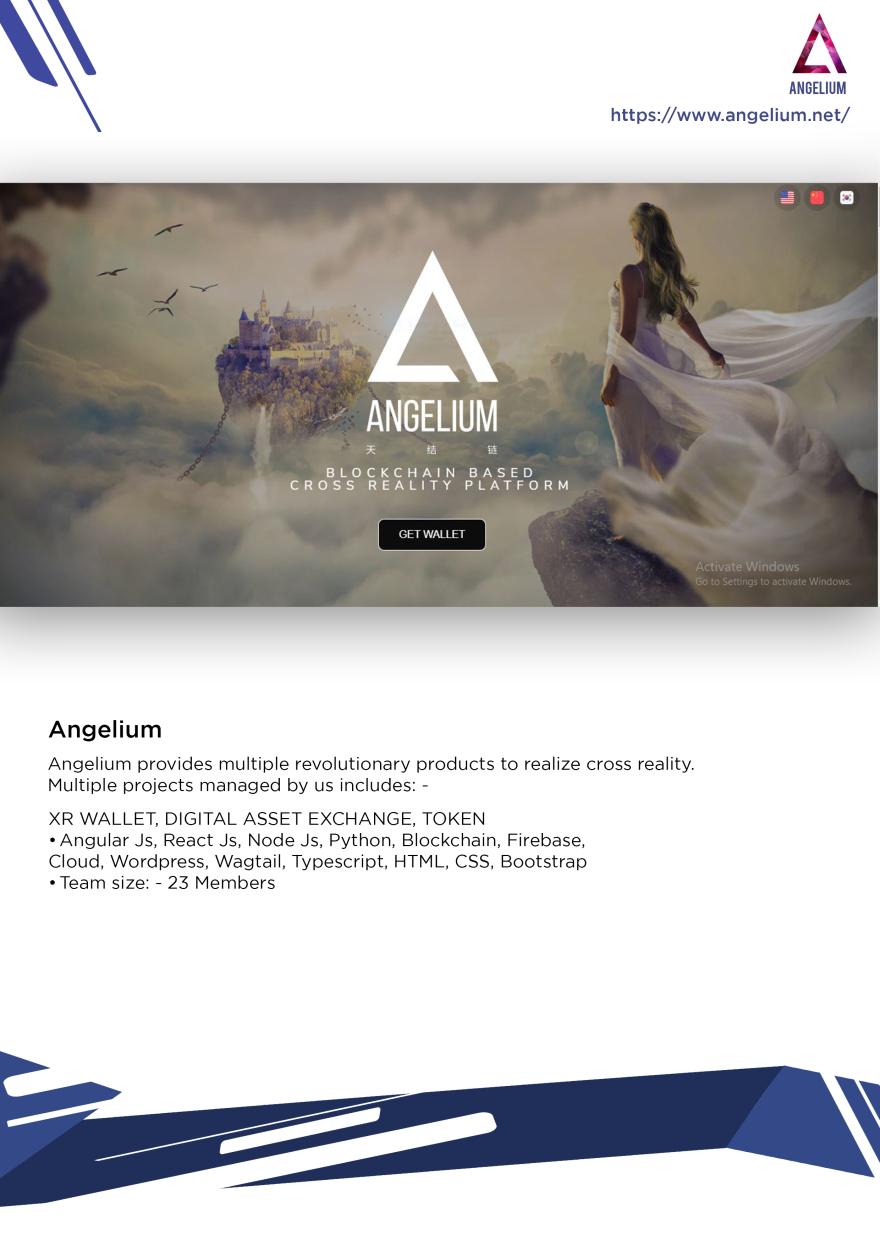 ANGELIUM
https://www.angelium.net/
ANGELIUM
天 结 链
BLOCKCHAIN BASED
CROSS REALITY PLATFORM
GET WALLET
Activate Windows
Go to Settings to activate Windows.
Angelium
Angelium provides multiple revolutionary products to realize cross reality.
Multiple projects managed by us includes: -
XR WALLET, DIGITAL ASSET EXCHANGE, TOKEN
• Angular Js, React Js, Node Js, Python, Blockchain, Firebase,
Cloud, Wordpress, Wagtail, Typescript, HTML, CSS, Bootstrap
• Team size: - 23 Members